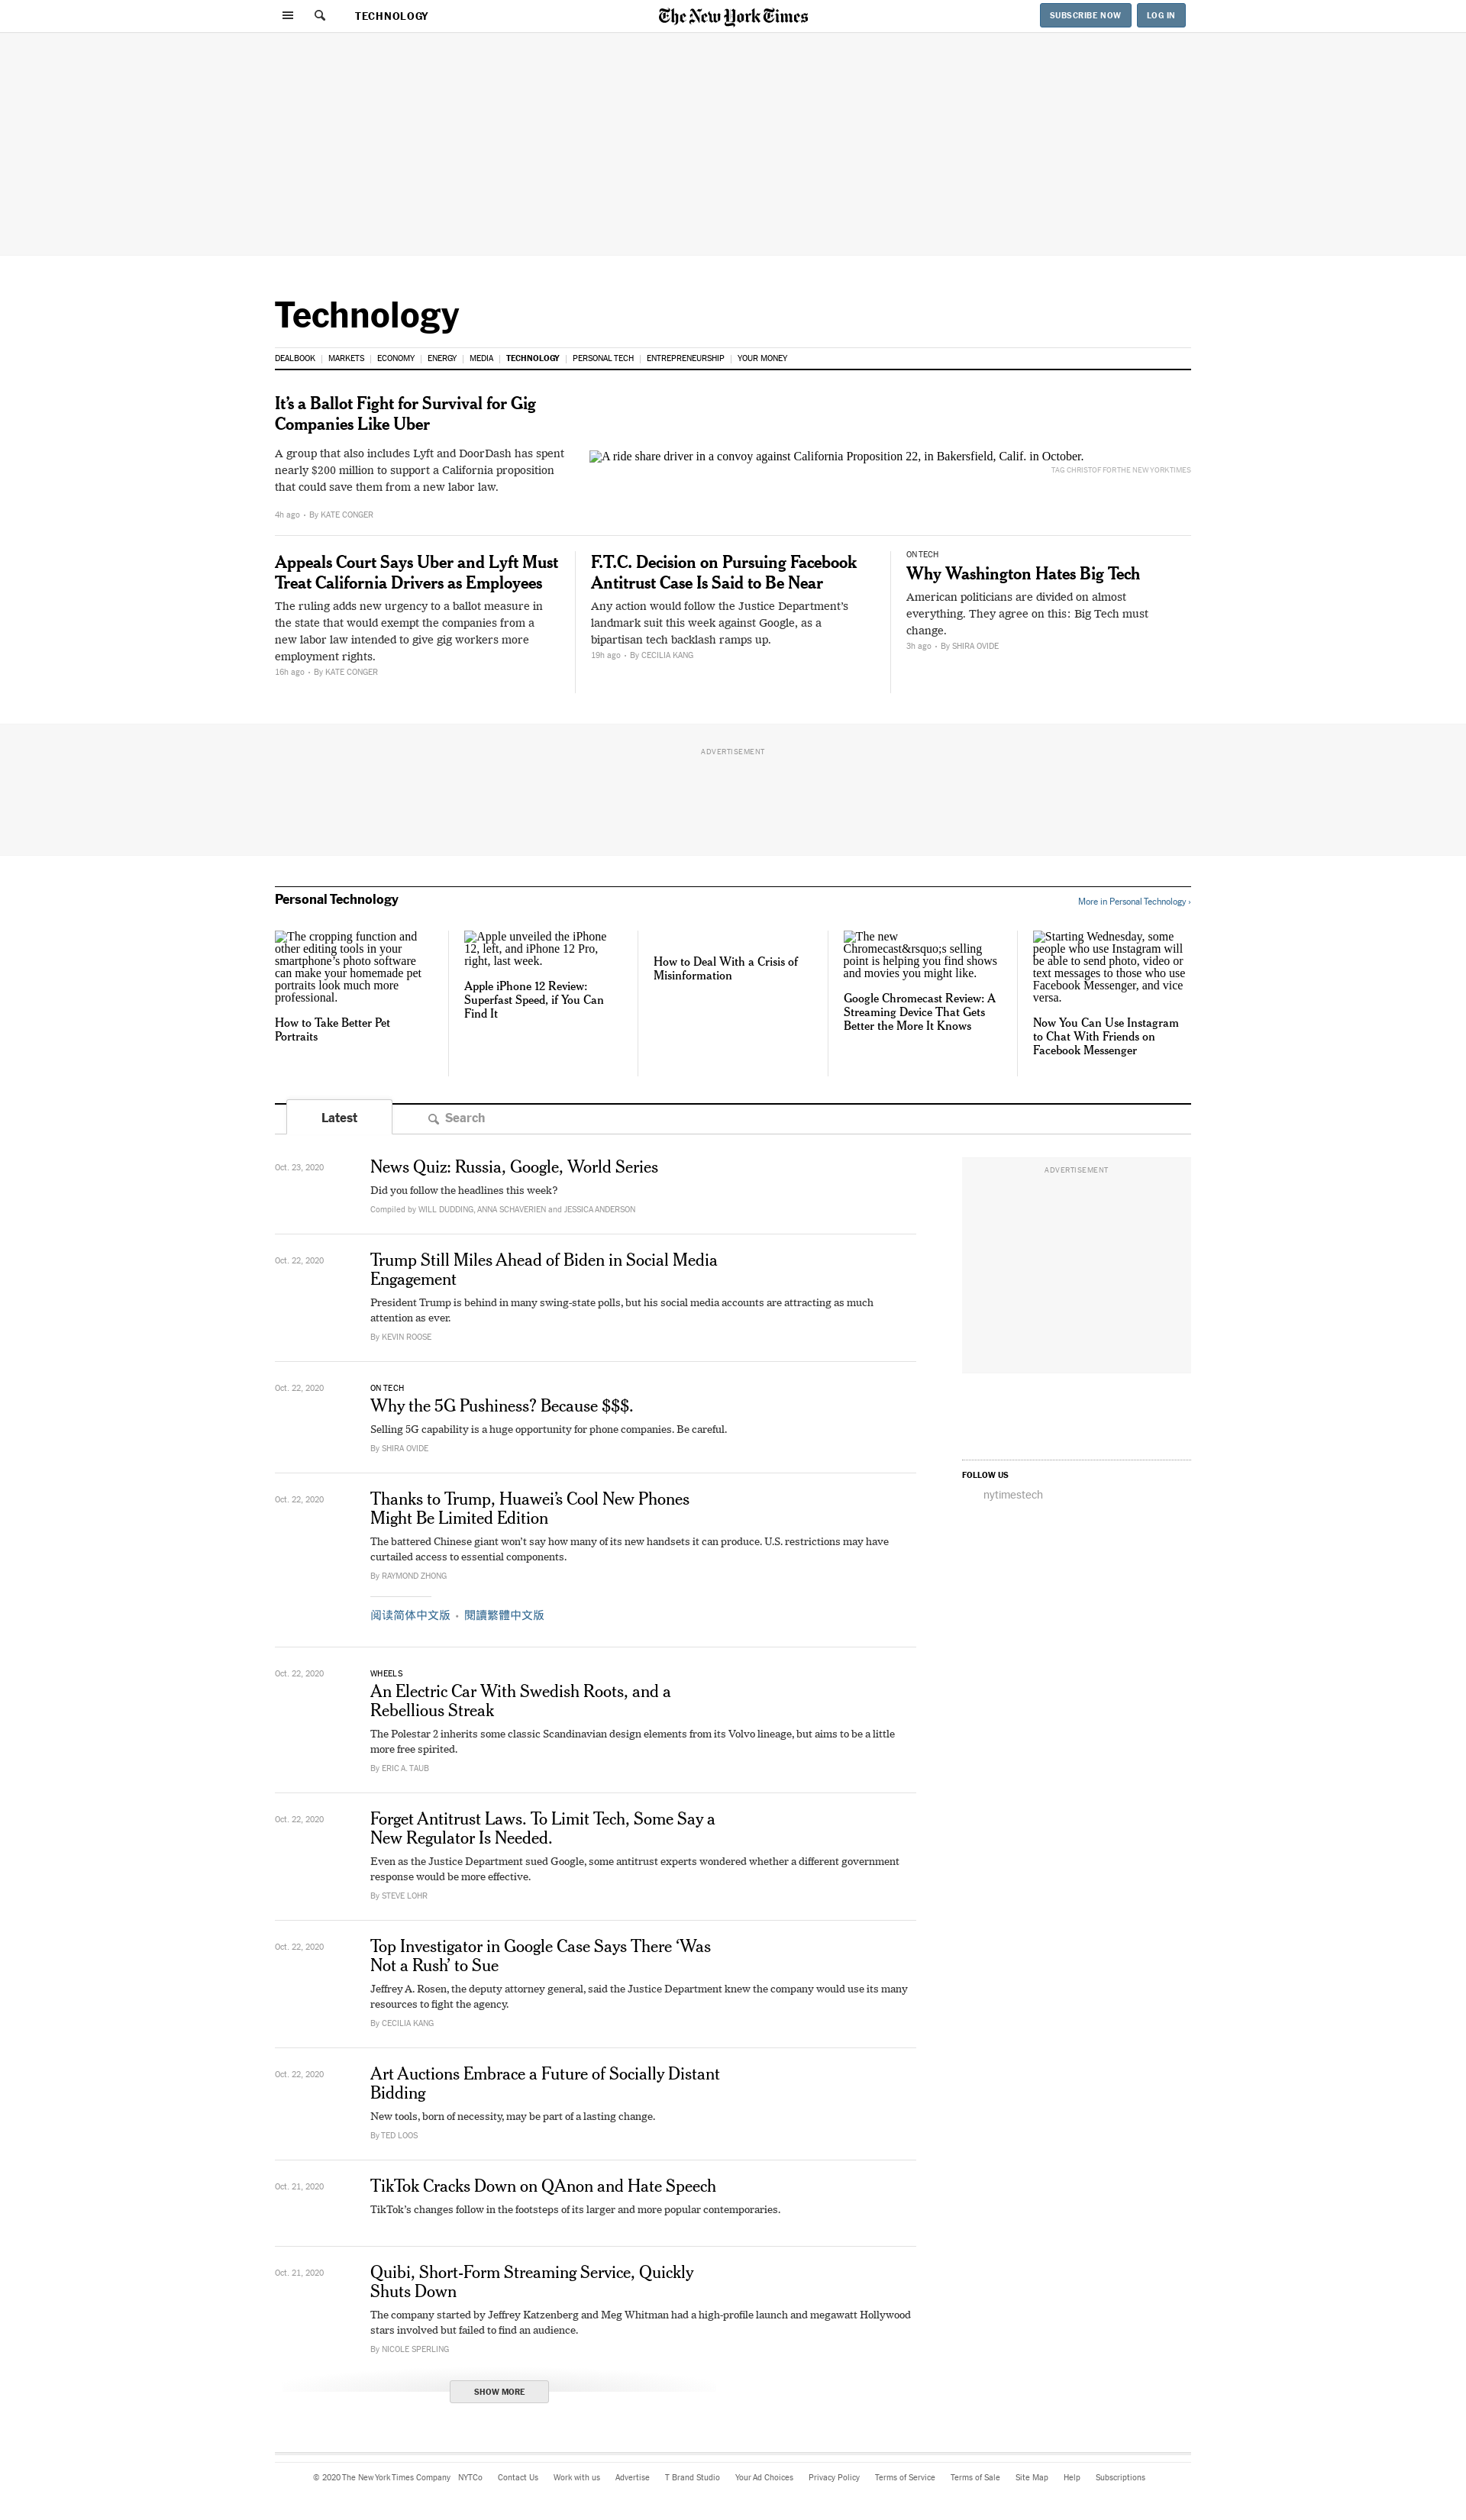 TECHNOLOGY
The New York Times
SUBSCRIBE NOW
LOG IN
Technology
DEALBOOK | MARKETS | ECONOMY | ENERGY | MEDIA | TECHNOLOGY | PERSONAL TECH | ENTREPRENEURSHIP | YOUR MONEY
It’s a Ballot Fight for Survival for Gig
Companies Like Uber
A group that also includes Lyft and DoorDash has spent
nearly $200 million to support a California proposition
that could save them from a new labor law.
4h ago • By KATE CONGER
A ride share driver in a convoy against California Proposition 22, in Bakersfield, Calif. in October.
TAG CHRISTOF FOR THE NEW YORK TIMES
Appeals Court Says Uber and Lyft Must
Treat California Drivers as Employees
The ruling adds new urgency to a ballot measure in
the state that would exempt the companies from a
new labor law intended to give gig workers more
employment rights.
16h ago • By KATE CONGER
F.T.C. Decision on Pursuing Facebook
Antitrust Case Is Said to Be Near
Any action would follow the Justice Department’s
landmark suit this week against Google, as a
bipartisan tech backlash ramps up.
19h ago • By CECILIA KANG
ON TECH
Why Washington Hates Big Tech
American politicians are divided on almost
everything. They agree on this: Big Tech must
change.
3h ago • By SHIRA OVIDE
ADVERTISEMENT
Personal Technology
More in Personal Technology ›
The cropping function and
other editing tools in your
smartphone's photo software
can make your homemade pet
portraits look much more
professional.
How to Take Better Pet
Portraits
Apple unveiled the iPhone
12, left, and iPhone 12 Pro,
right, last week.
Apple iPhone 12 Review:
Superfast Speed, if You Can
Find It
How to Deal With a Crisis of
Misinformation
The new
Chromecast&rsquo;s selling
point is helping you find shows
and movies you might like.
Google Chromecast Review: A
Streaming Device That Gets
Better the More It Knows
Starting Wednesday, some
people who use Instagram will
be able to send photo, video or
text messages to those who use
Facebook Messenger, and vice
versa.
Now You Can Use Instagram
to Chat With Friends on
Facebook Messenger
Latest
Search
Oct. 23, 2020
News Quiz: Russia, Google, World Series
Did you follow the headlines this week?
Compiled by WILL DUDDING, ANNA SCHAVERIEN and JESSICA ANDERSON
ADVERTISEMENT
Oct. 22, 2020
Trump Still Miles Ahead of Biden in Social Media
Engagement
President Trump is behind in many swing-state polls, but his social media accounts are attracting as much
attention as ever.
By KEVIN ROOSE
Oct. 22, 2020
ON TECH
Why the 5G Pushiness? Because $$$.
Selling 5G capability is a huge opportunity for phone companies. Be careful.
By SHIRA OVIDE
FOLLOW US
nytimestech
Oct. 22, 2020
Thanks to Trump, Huawei’s Cool New Phones
Might Be Limited Edition
The battered Chinese giant won’t say how many of its new handsets it can produce. U.S. restrictions may have
curtailed access to essential components.
By RAYMOND ZHONG
阅读简体中文版 • 閱讀繁體中文版
Oct. 22, 2020
WHEELS
An Electric Car With Swedish Roots, and a
Rebellious Streak
The Polestar 2 inherits some classic Scandinavian design elements from its Volvo lineage, but aims to be a little
more free spirited.
By ERIC A. TAUB
Oct. 22, 2020
Forget Antitrust Laws. To Limit Tech, Some Say a
New Regulator Is Needed.
Even as the Justice Department sued Google, some antitrust experts wondered whether a different government
response would be more effective.
By STEVE LOHR
Oct. 22, 2020
Top Investigator in Google Case Says There ‘Was
Not a Rush’ to Sue
Jeffrey A. Rosen, the deputy attorney general, said the Justice Department knew the company would use its many
resources to fight the agency.
By CECILIA KANG
Oct. 22, 2020
Art Auctions Embrace a Future of Socially Distant
Bidding
New tools, born of necessity, may be part of a lasting change.
By TED LOOS
Oct. 21, 2020
TikTok Cracks Down on QAnon and Hate Speech
TikTok’s changes follow in the footsteps of its larger and more popular contemporaries.
Oct. 21, 2020
Quibi, Short-Form Streaming Service, Quickly
Shuts Down
The company started by Jeffrey Katzenberg and Meg Whitman had a high-profile launch and megawatt Hollywood
stars involved but failed to find an audience.
By NICOLE SPERLING
SHOW MORE
© 2020 The New York Times Company NYTCo Contact Us Work with us Advertise T Brand Studio Your Ad Choices Privacy Policy Terms of Service Terms of Sale Site Map Help Subscriptions